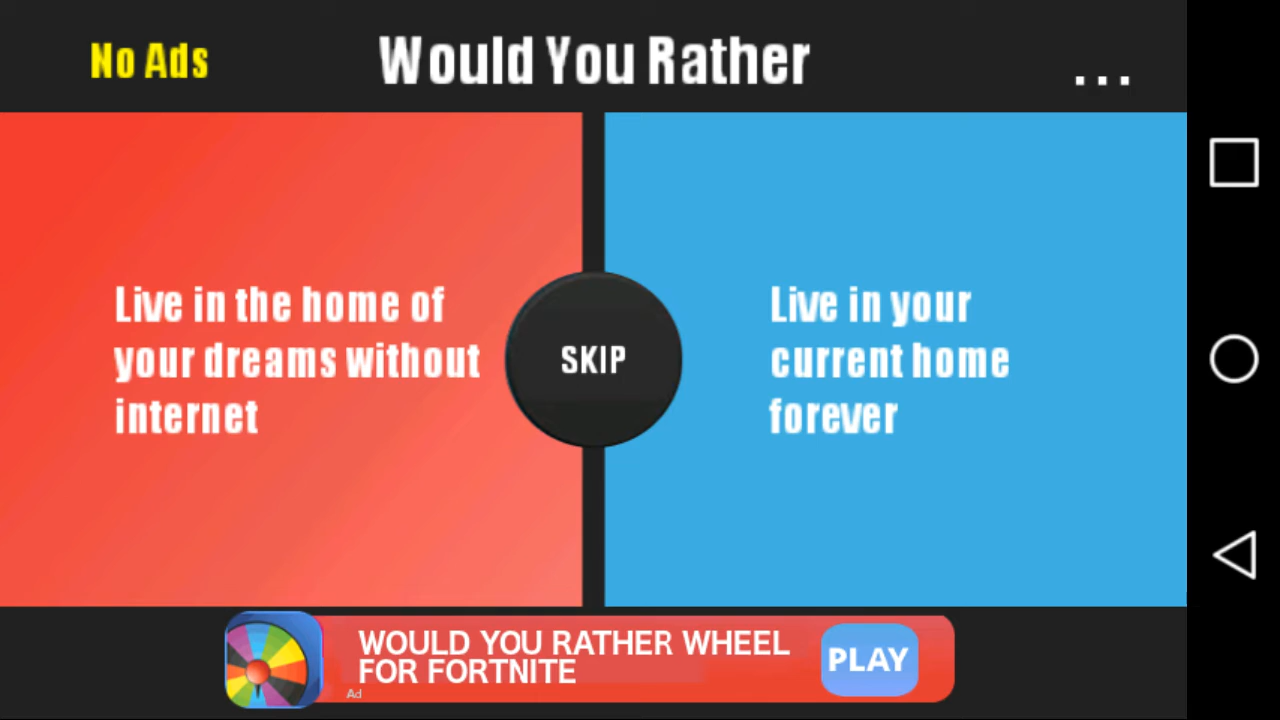 No Ads
Would You Rather
...
Live in the home of
your dreams without
internet
SKIP
Live in your
current home
forever
WOULD YOU RATHER WHEEL
FOR FORTNITE
Ad
PLAY